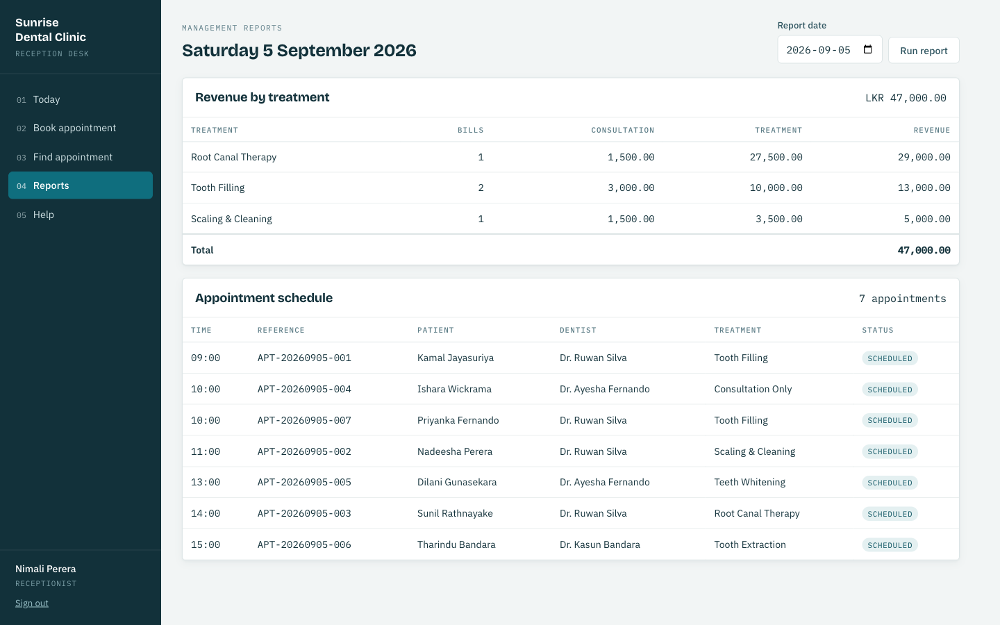 Sunrise
Dental Clinic
RECEPTION DESK
01 Today
02 Book appointment
03 Find appointment
04 Reports
05 Help
Nimali Perera
RECEPTIONIST
Sign out
MANAGEMENT REPORTS
Saturday 5 September 2026
Report date
2026-09-05
Run report
Revenue by treatment LKR 47,000.00
TREATMENT BILLS CONSULTATION TREATMENT REVENUE
Root Canal Therapy 1 1,500.00 27,500.00 29,000.00
Tooth Filling 2 3,000.00 10,000.00 13,000.00
Scaling & Cleaning 1 1,500.00 3,500.00 5,000.00
Total 47,000.00
Appointment schedule 7 appointments
TIME REFERENCE PATIENT DENTIST TREATMENT STATUS
09:00 APT-20260905-001 Kamal Jayasuriya Dr. Ruwan Silva Tooth Filling SCHEDULED
10:00 APT-20260905-004 Ishara Wickrama Dr. Ayesha Fernando Consultation Only SCHEDULED
10:00 APT-20260905-007 Priyanka Fernando Dr. Ruwan Silva Tooth Filling SCHEDULED
11:00 APT-20260905-002 Nadeesha Perera Dr. Ruwan Silva Scaling & Cleaning SCHEDULED
13:00 APT-20260905-005 Dilani Gunasekara Dr. Ayesha Fernando Teeth Whitening SCHEDULED
14:00 APT-20260905-003 Sunil Rathnayake Dr. Ruwan Silva Root Canal Therapy SCHEDULED
15:00 APT-20260905-006 Tharindu Bandara Dr. Kasun Bandara Tooth Extraction SCHEDULED